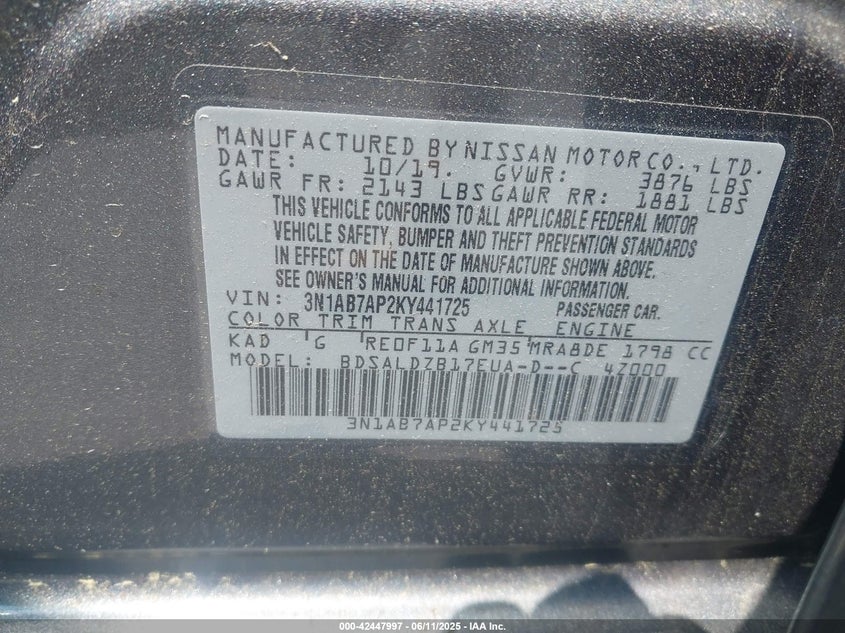 MANUFACTURED BY NISSAN MOTOR CO., LTD.
DATE: 10/19. GVWR: 3876 LBS
GAWR FR: 2143 LBS GAWR RR: 1881 LBS
THIS VEHICLE CONFORMS TO ALL APPLICABLE FEDERAL MOTOR
VEHICLE SAFETY, BUMPER AND THEFT PREVENTION STANDARDS
IN EFFECT ON THE DATE OF MANUFACTURE SHOWN ABOVE.
SEE OWNER'S MANUAL FOR ADDITIONAL INFORMATION.
VIN: 3N1AB7AP2KY441725 PASSENGER CAR.
COLOR TRIM TRANS AXLE ENGINE
KAD G RE0F11A GM35 MRA8DE 1798 CC
MODEL: BDSALDZB17EUA-D--C 4Z000
3N1AB7AP2KY441725
000-42447997 - 06/11/2025 - IAA Inc.